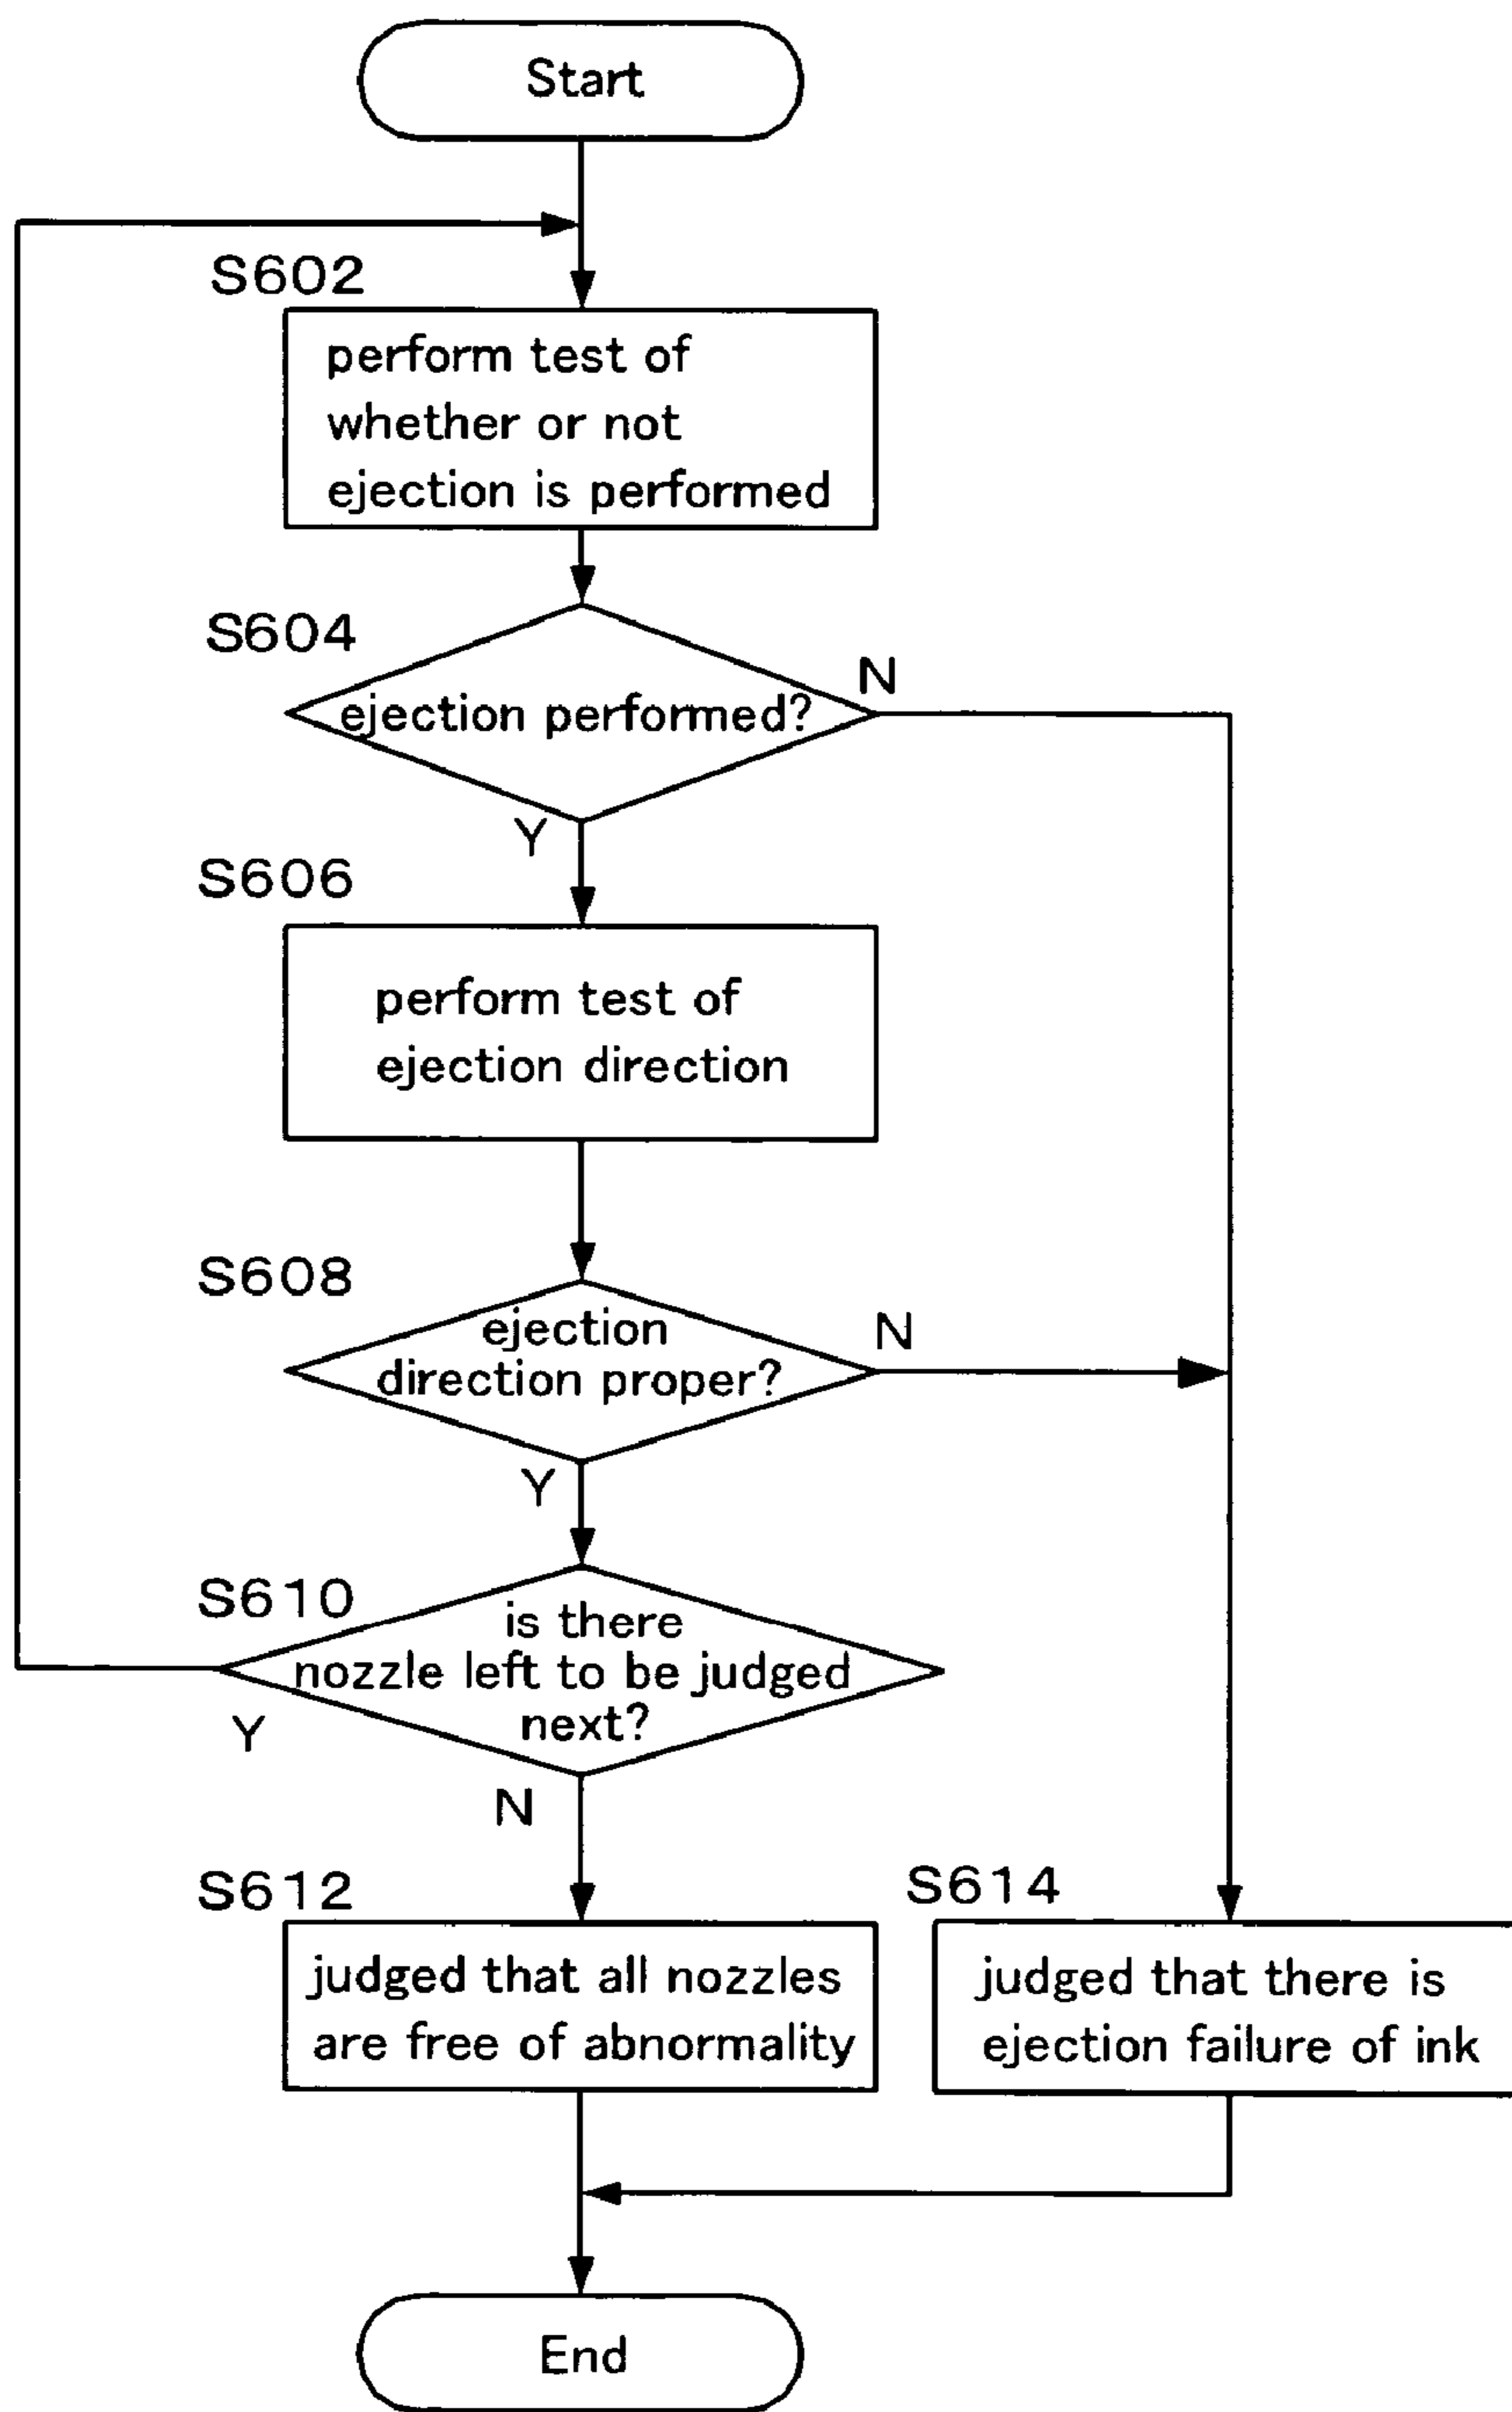 Start
S602
perform test of
whether or not
ejection is performed
S604
ejection performed?
N
Y
S606
perform test of
ejection direction
S608
ejection
direction proper?
N
Y
S610
is there
nozzle left to be judged
next?
Y
N
S612
judged that all nozzles
are free of abnormality
S614
judged that there is
ejection failure of ink
End